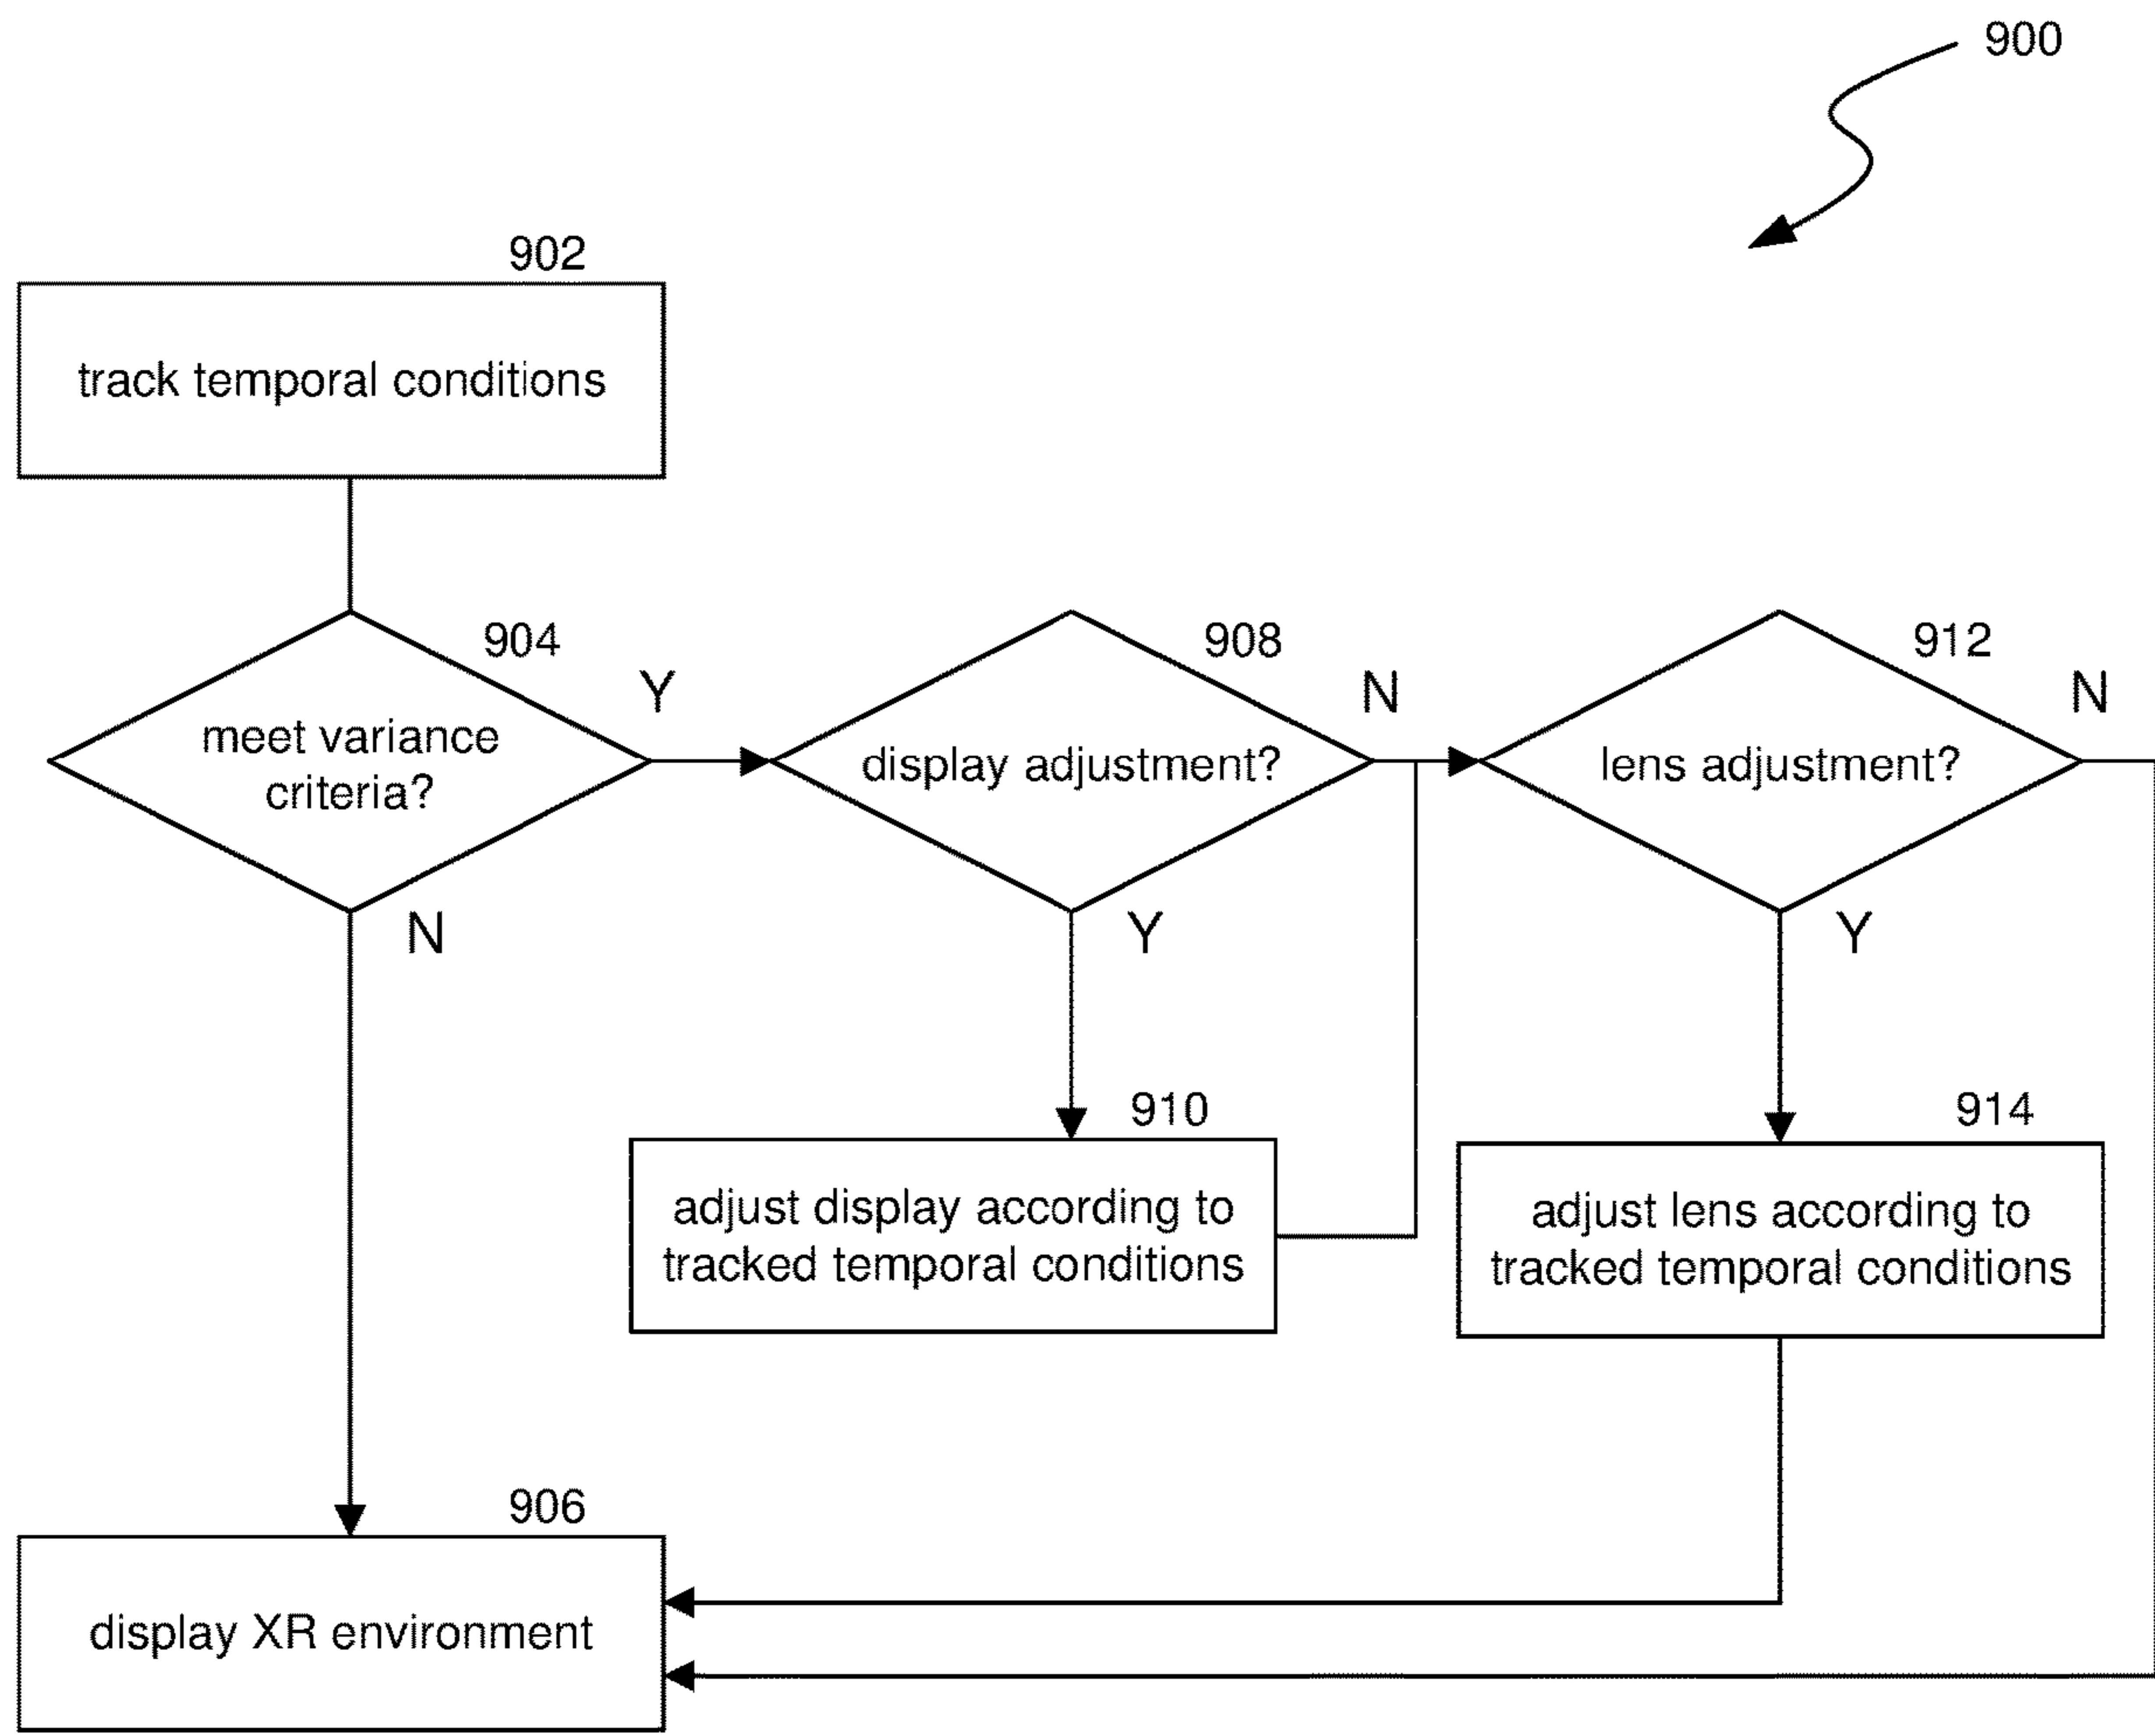 900
902
track temporal conditions
904
meet variance
criteria?
Y
N
908
display adjustment?
N
Y
912
lens adjustment?
N
Y
910
adjust display according to
tracked temporal conditions
914
adjust lens according to
tracked temporal conditions
906
display XR environment